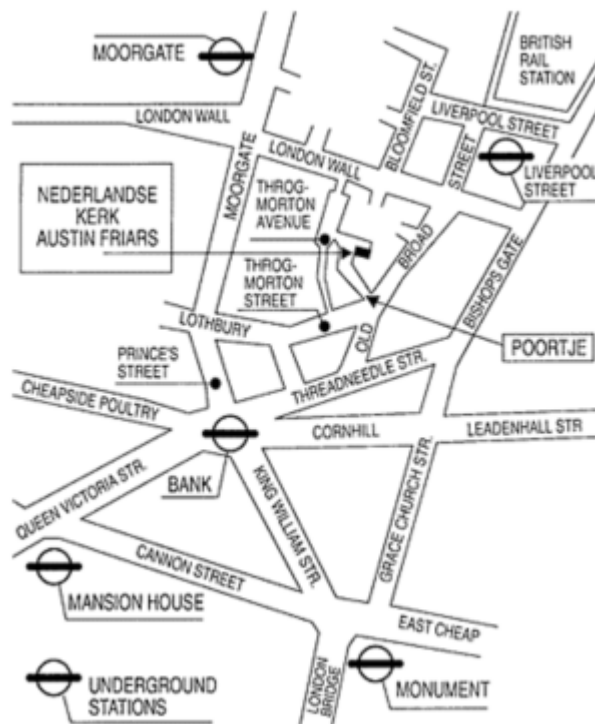 MOORGATE
BRITISH
RAIL
STATION
BLOOMFIELD ST.
LIVERPOOL STREET
LONDON WALL
MOORGATE
LONDON WALL
STREET
LIVERPOOL
STREET
NEDERLANDSE
KERK
AUSTIN FRIARS
THROG-
MORTON
AVENUE
BROAD
THROG-
MORTON
STREET
BISHOPS GATE
LOTHBURY
OLD
POORTJE
PRINCE'S
STREET
THREADNEEDLE STR.
CHEAPSIDE POULTRY
CORNHILL
LEADENHALL STR
BANK
QUEEN VICTORIA STR.
KING WILLIAM STR.
GRACE CHURCH STR.
CANNON STREET
MANSION HOUSE
EAST CHEAP
UNDERGROUND
STATIONS
LONDON
BRIDGE
MONUMENT